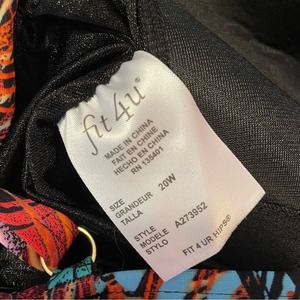 fit4u®
MADE IN CHINA
FAIT EN CHINE
HECHO EN CHINA
RN 135401
SIZE
GRANDEUR 20W
TALLA
STYLE
MODELE A273952
STYLO
FIT 4 UR HIPS®